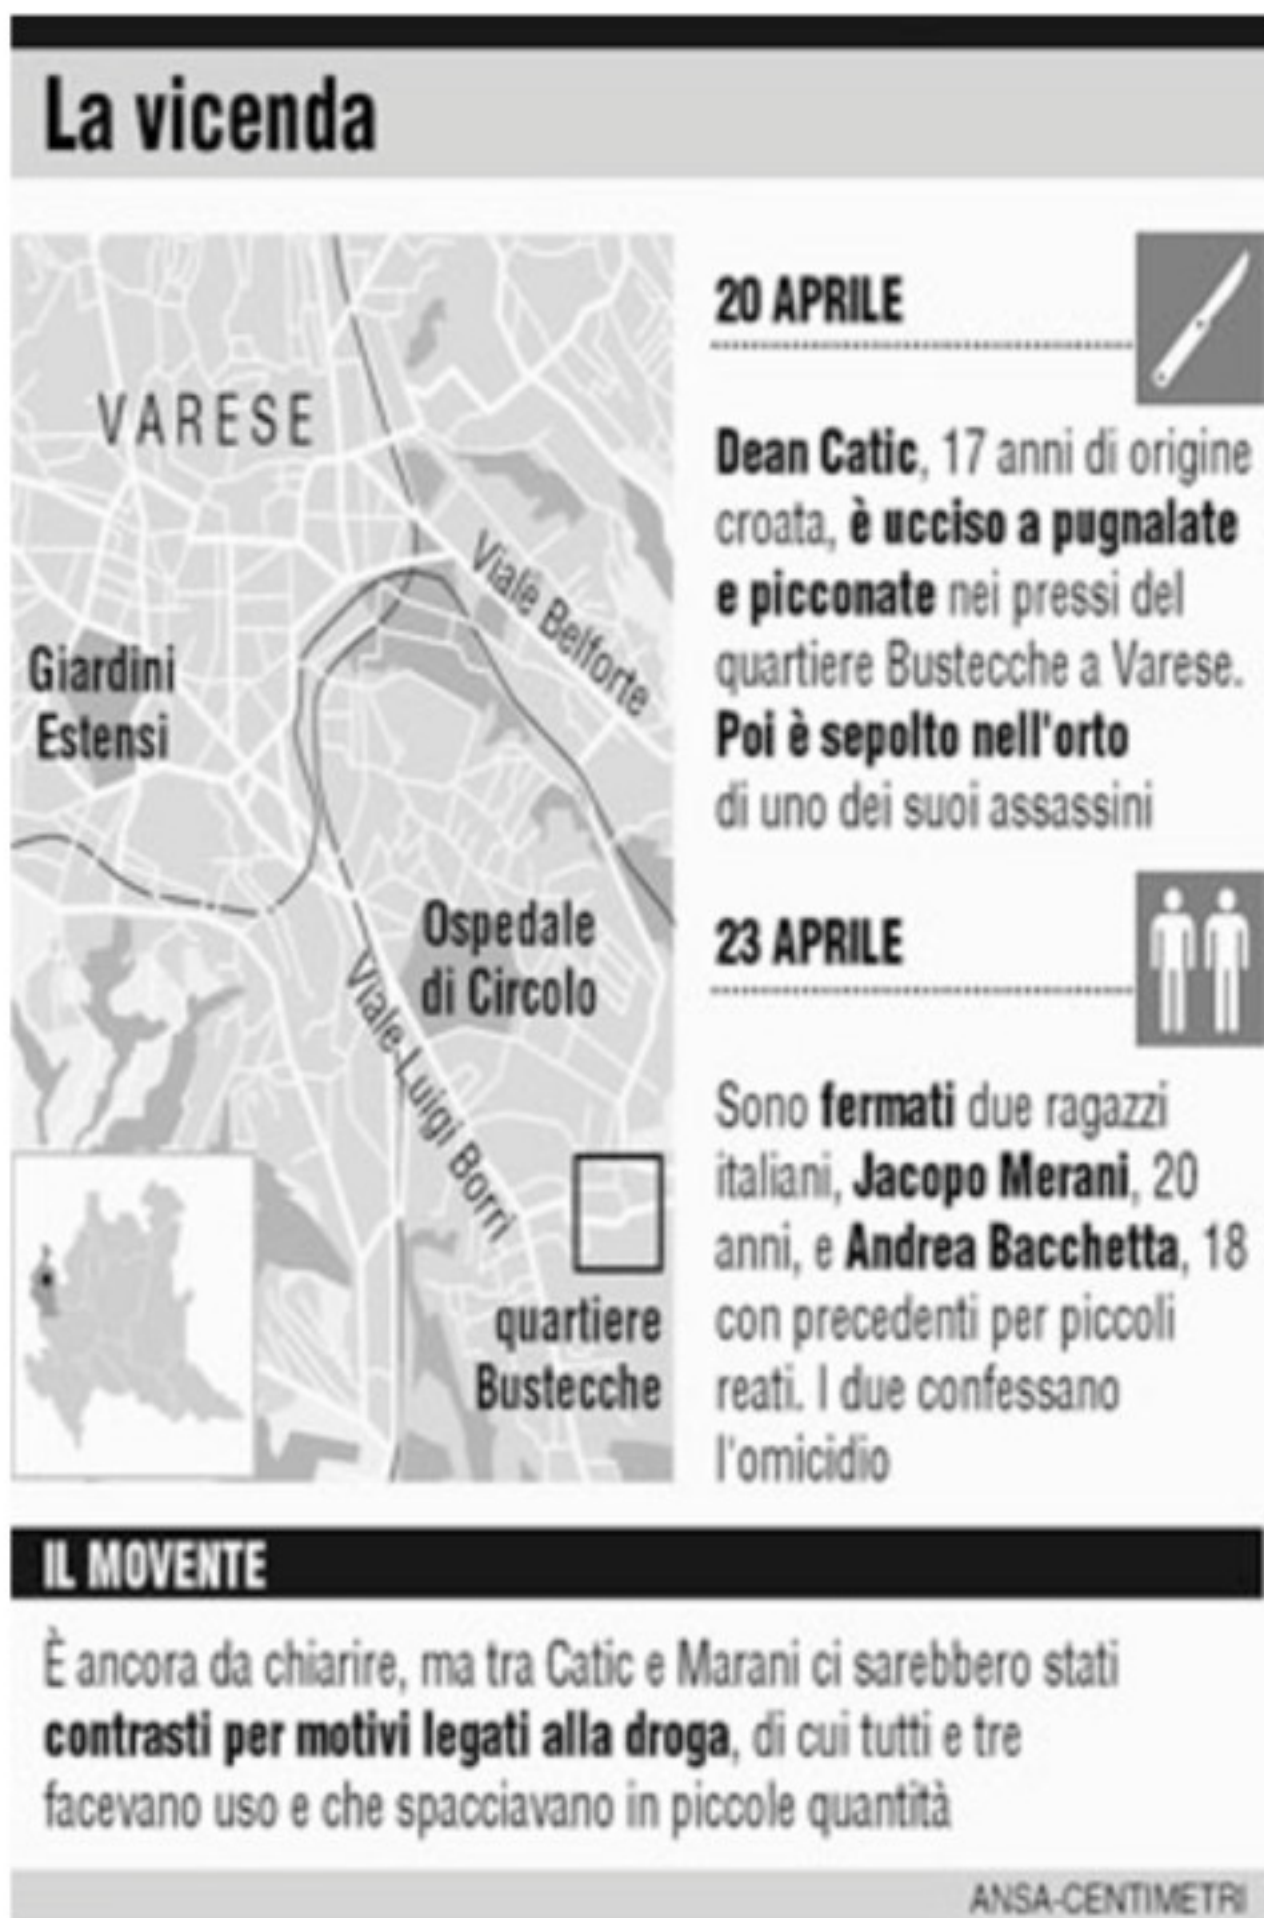 La vicenda
VARESE
Viale Belforte
Giardini
Estensi
Ospedale
di Circolo
Viale Luigi Borri
quartiere
Bustecche
20 APRILE
Dean Catic, 17 anni di origine
croata, è ucciso a pugnalate
e picconate nei pressi del
quartiere Bustecche a Varese.
Poi è sepolto nell'orto
di uno dei suoi assassini
23 APRILE
Sono fermati due ragazzi
italiani, Jacopo Merani, 20
anni, e Andrea Bacchetta, 18
con precedenti per piccoli
reati. I due confessano
l'omicidio
IL MOVENTE
È ancora da chiarire, ma tra Catic e Marani ci sarebbero stati
contrasti per motivi legati alla droga, di cui tutti e tre
facevano uso e che spacciavano in piccole quantità
ANSA-CENTIMETRI